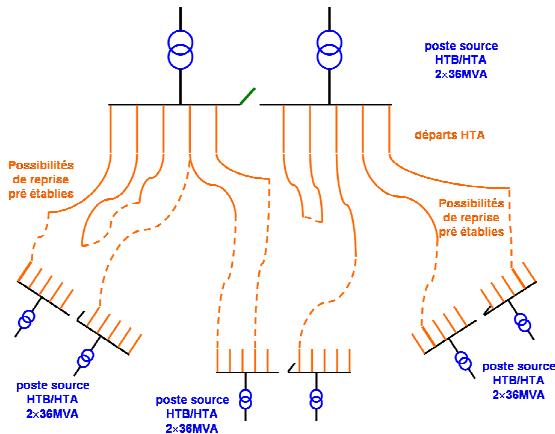 poste source
HTB/HTA
2×36MVA
départs HTA
Possibilités
de reprise
pré établies
Possibilités
de reprise
pré établies
poste source
HTB/HTA
2×36MVA
poste source
HTB/HTA
2×36MVA
poste source
HTB/HTA
2×36MVA